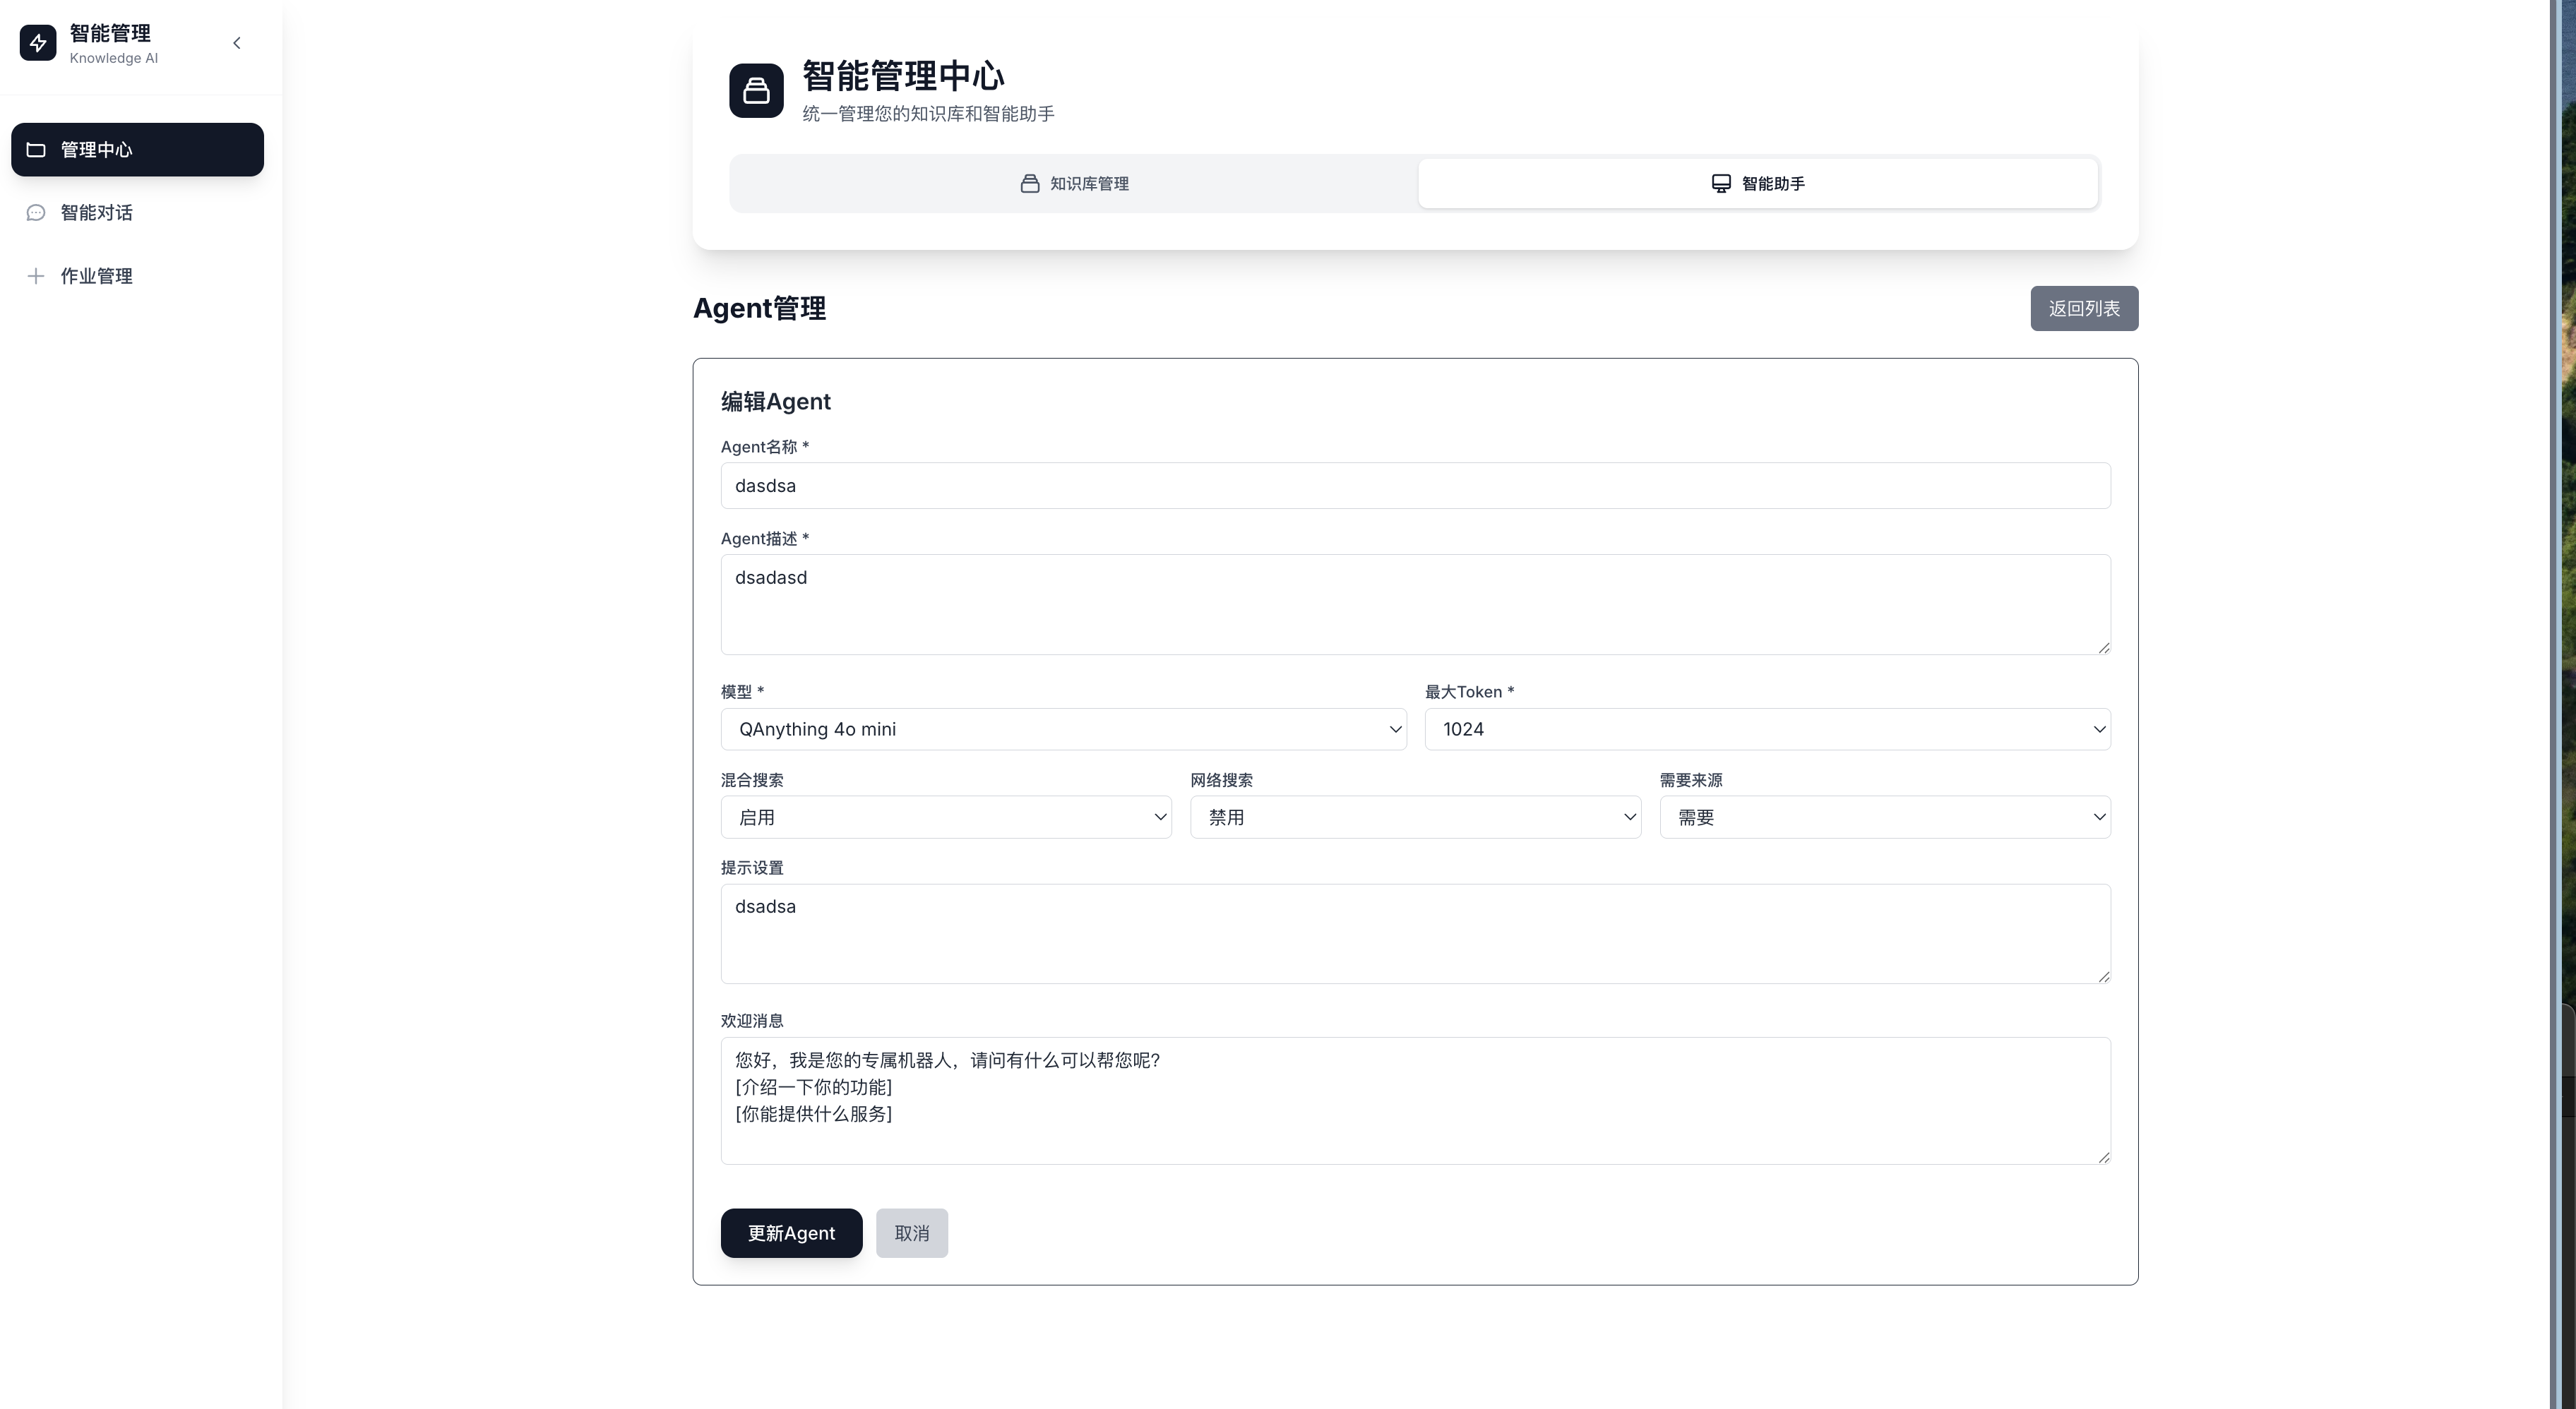 智能管理
Knowledge AI
管理中心
智能对话
作业管理
智能管理中心
统一管理您的知识库和智能助手
知识库管理
智能助手
Agent管理
返回列表
编辑Agent
Agent名称 *
dasdsa
Agent描述 *
dsadasd
模型 *
最大Token *
QAnything 4o mini
1024
混合搜索
网络搜索
需要来源
启用
禁用
需要
提示设置
dsadsa
欢迎消息
您好，我是您的专属机器人，请问有什么可以帮您呢?
[介绍一下你的功能]
[你能提供什么服务]
更新Agent
取消